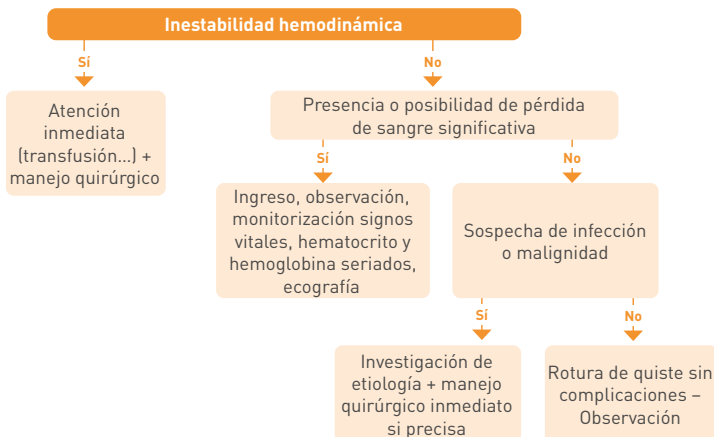 Inestabilidad hemodinámica
Sí
No
Atención
inmediata
(transfusión...) +
manejo quirúrgico
Presencia o posibilidad de pérdida
de sangre significativa
Sí
No
Ingreso, observación,
monitorización signos
vitales, hematocrito y
hemoglobina seriados,
ecografía
Sospecha de infección
o malignidad
Sí
No
Investigación de
etiología + manejo
quirúrgico inmediato
si precisa
Rotura de quiste sin
complicaciones –
Observación